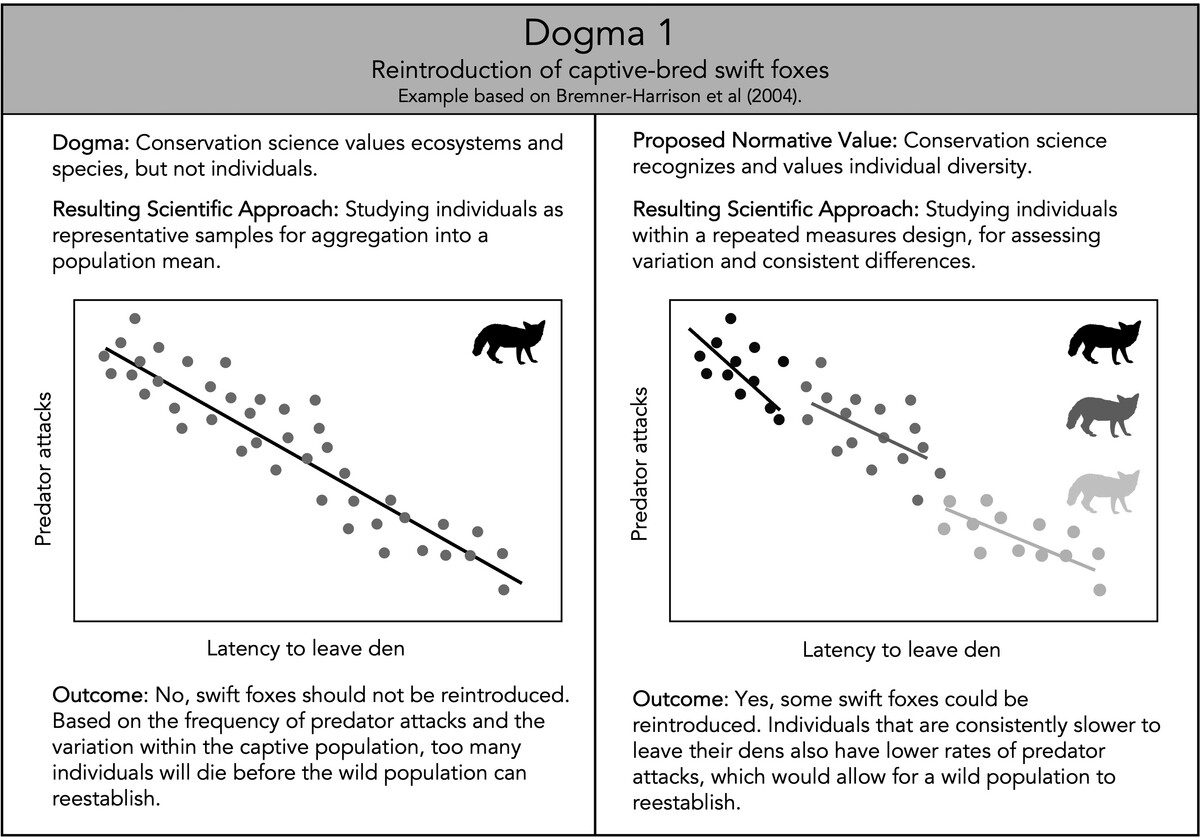 Dogma 1
Reintroduction of captive-bred swift foxes
Example based on Bremner-Harrison et al (2004).
Dogma: Conservation science values ecosystems and
species, but not individuals.
Resulting Scientific Approach: Studying individuals as
representative samples for aggregation into a
population mean.
Predator attacks
Latency to leave den
Outcome: No, swift foxes should not be reintroduced.
Based on the frequency of predator attacks and the
variation within the captive population, too many
individuals will die before the wild population can
reestablish.
Proposed Normative Value: Conservation science
recognizes and values individual diversity.
Resulting Scientific Approach: Studying individuals
within a repeated measures design, for assessing
variation and consistent differences.
Predator attacks
Latency to leave den
Outcome: Yes, some swift foxes could be
reintroduced. Individuals that are consistently slower to
leave their dens also have lower rates of predator
attacks, which would allow for a wild population to
reestablish.